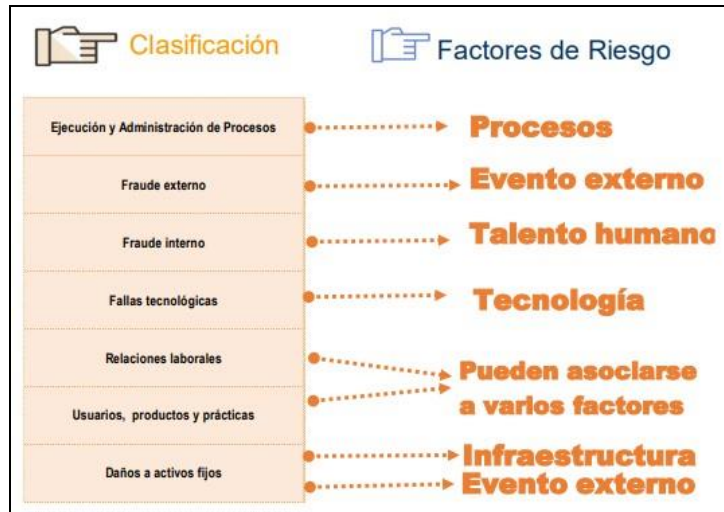 Clasificación
Factores de Riesgo
Ejecución y Administración de Procesos
Procesos
Fraude externo
Evento externo
Fraude interno
Talento humano
Fallas tecnológicas
Tecnología
Relaciones laborales
Usuarios, productos y prácticas
Pueden asociarse
a varios factores
Daños a activos fijos
Infraestructura
Evento externo